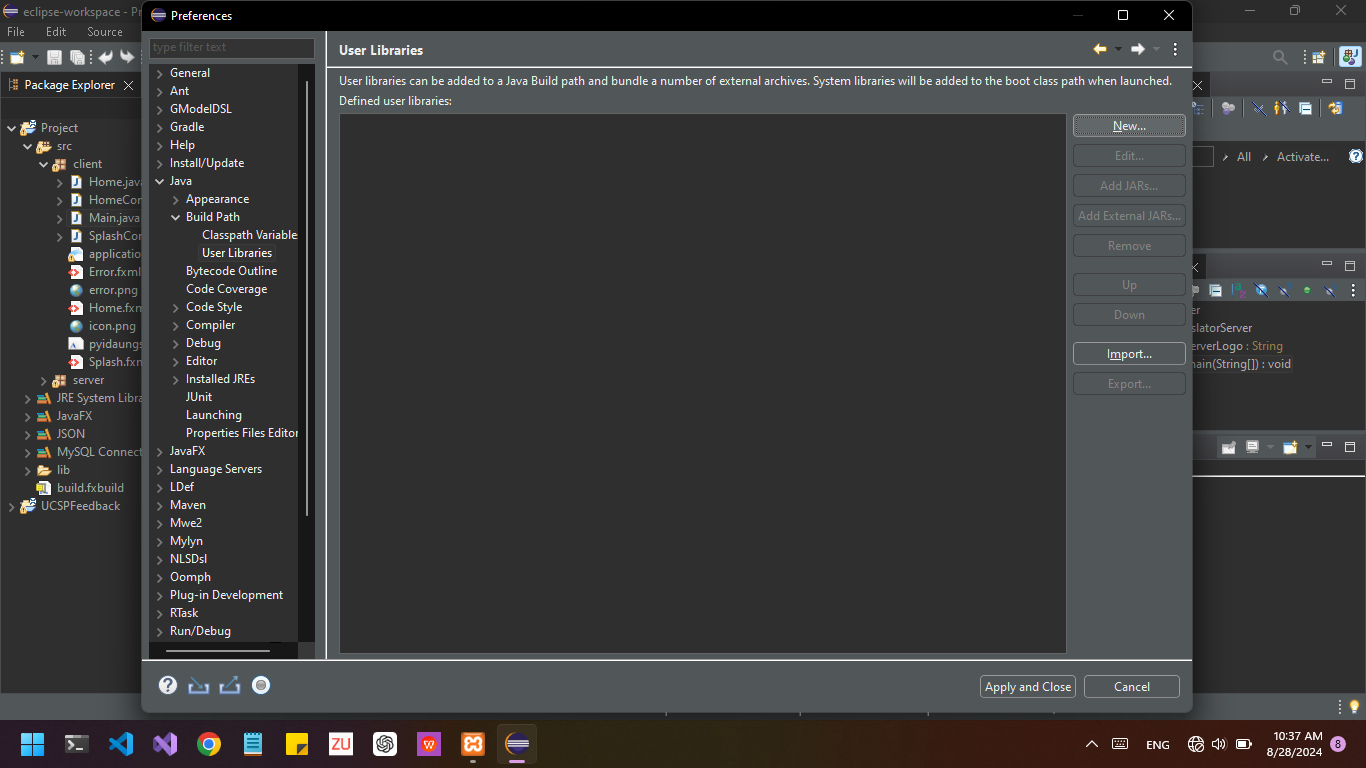 eclipse-workspace - Pr
Preferences
File Edit Source
type filter text
User Libraries
Package Explorer
General
Ant
GModelDSL
Gradle
Help
Install/Update
Java
Appearance
Build Path
Classpath Variable
User Libraries
Bytecode Outline
Code Coverage
Code Style
Compiler
Debug
Editor
Installed JREs
JUnit
Launching
Properties Files Editor
JavaFX
Language Servers
LDef
Maven
Mwe2
Mylyn
NLSDsl
Oomph
Plug-in Development
RTask
Run/Debug
User libraries can be added to a Java Build path and bundle a number of external archives. System libraries will be added to the boot class path when launched.
Defined user libraries:
New...
Edit...
Add JARs...
Add External JARs...
Remove
Up
Down
Import...
Export...
Apply and Close
Cancel
Project
src
client
Home.java
HomeCon
Main.java
SplashCon
applicatio
Error.fxml
error.png
Home.fxm
icon.png
pyidaungs
Splash.fxm
server
JRE System Libra
JavaFX
JSON
MySQL Connect
lib
build.fxbuild
UCSPFeedback
All
Activate...
er
slatorServer
erverLogo : String
main(String[]) : void
ZU
W
ENG
10:37 AM
8/28/2024
8